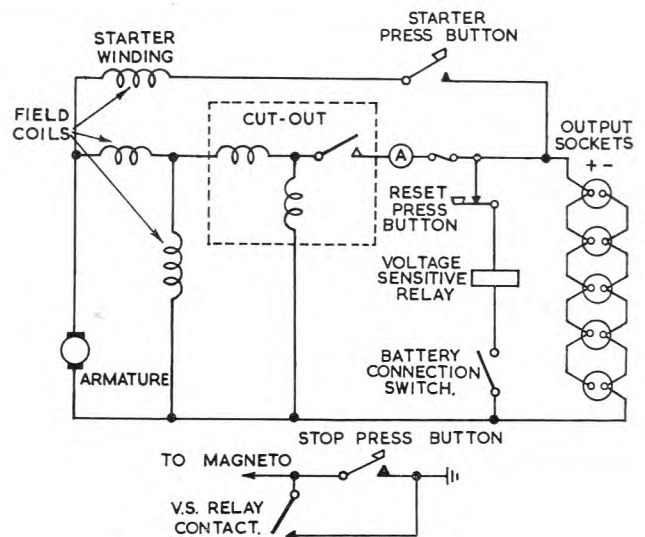 STARTER
PRESS BUTTON
STARTER
WINDING
FIELD
COILS
CUT-OUT
OUTPUT
SOCKETS
+ -
A
RESET
PRESS
BUTTON
VOLTAGE
SENSITIVE
RELAY
ARMATURE
BATTERY
CONNECTION
SWITCH.
STOP PRESS BUTTON
TO MAGNETO
V.S. RELAY
CONTACT.